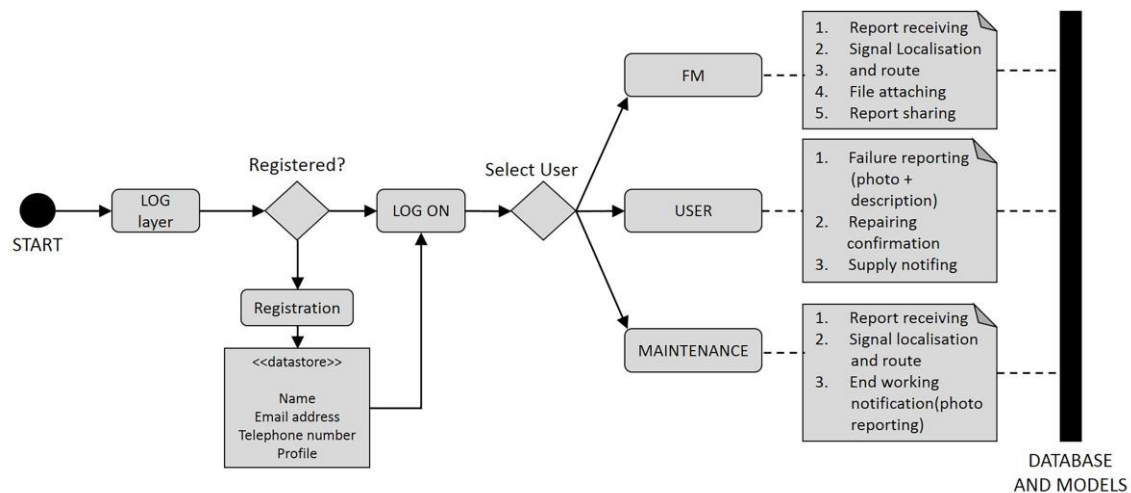 START
LOG
layer
Registered?
Registration
<<datastore>>
Name
Email address
Telephone number
Profile
LOG ON
Select User
FM
1. Report receiving
2. Signal Localisation
3. and route
4. File attaching
5. Report sharing
USER
1. Failure reporting
(photo +
description)
2. Repairing
confirmation
3. Supply notifing
MAINTENANCE
1. Report receiving
2. Signal localisation
and route
3. End working
notification(photo
reporting)
DATABASE
AND MODELS